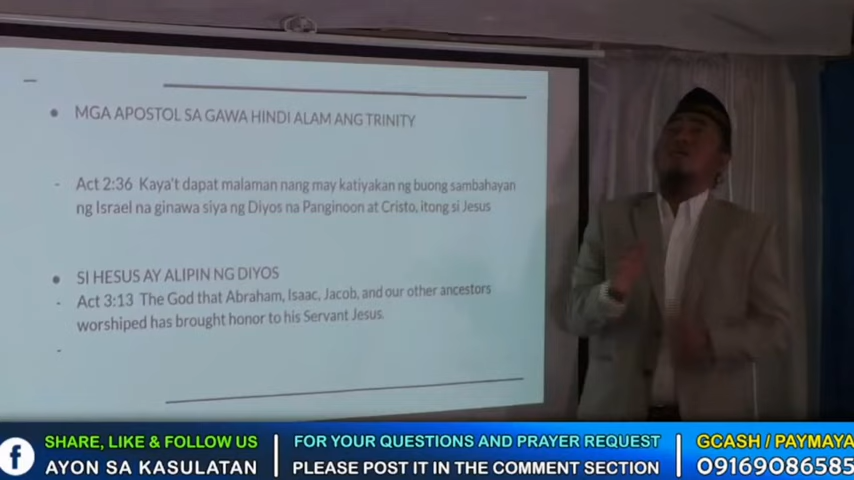 MGA APOSTOL SA GAWA HINDI ALAM ANG TRINITY
- Act 2:36 Kaya't dapat malaman nang may katiyakan ng buong sambahayan
ng Israel na ginawa siya ng Diyos na Panginoon at Cristo, itong si Jesus
SI HESUS AY ALIPIN NG DIYOS
- Act 3:13 The God that Abraham, Isaac, Jacob, and our other ancestors
worshiped has brought honor to his Servant Jesus.
-
SHARE, LIKE & FOLLOW US
AYON SA KASULATAN
FOR YOUR QUESTIONS AND PRAYER REQUEST
PLEASE POST IT IN THE COMMENT SECTION
GCASH / PAYMAYA
09169086585